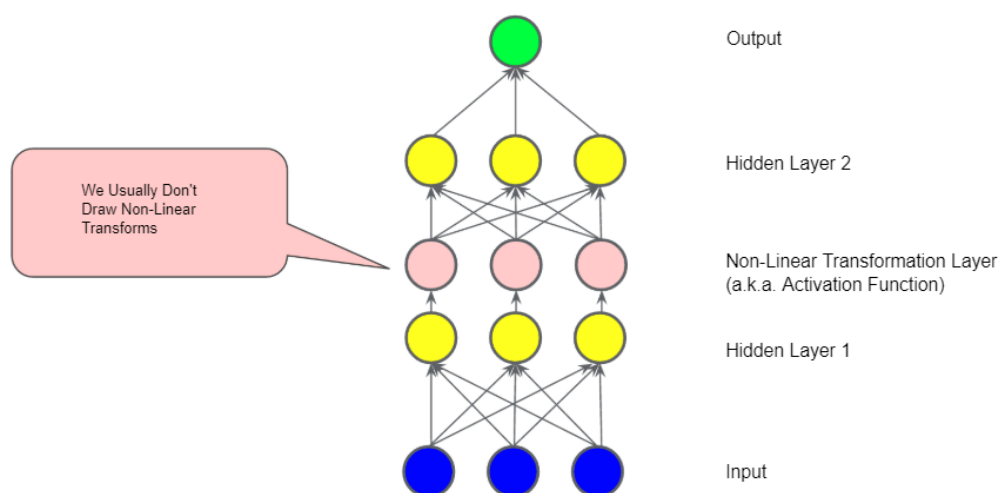 Output
Hidden Layer 2
We Usually Don't
Draw Non-Linear
Transforms
Non-Linear Transformation Layer
(a.k.a. Activation Function)
Hidden Layer 1
Input